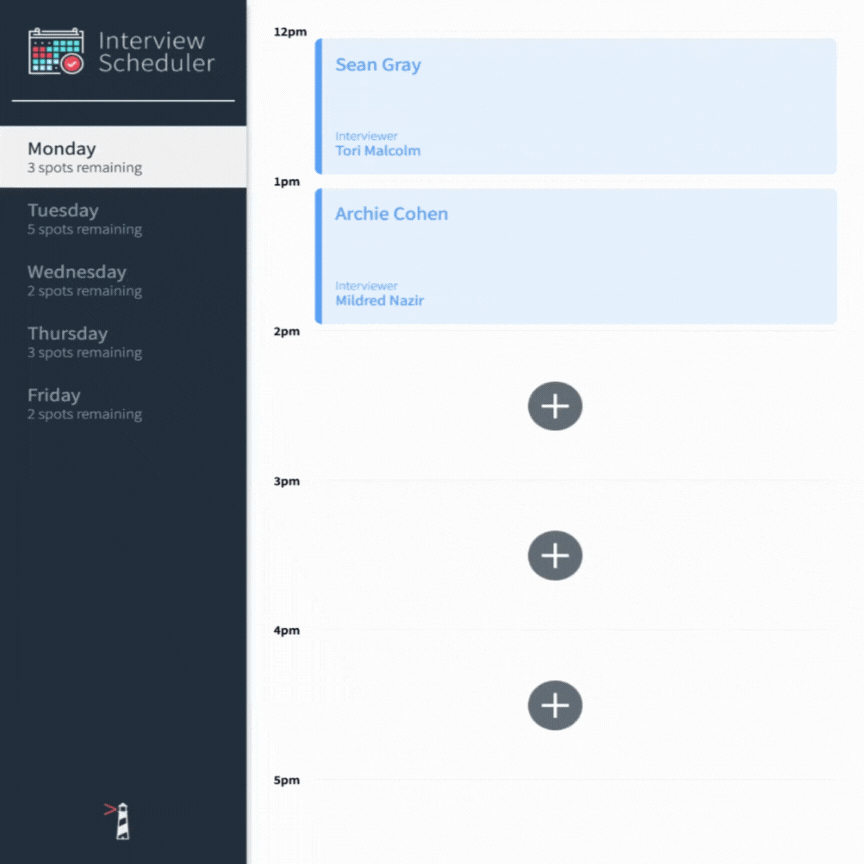 Interview
Scheduler
Monday
3 spots remaining
Tuesday
5 spots remaining
Wednesday
2 spots remaining
Thursday
3 spots remaining
Friday
2 spots remaining
12pm
Sean Gray
Interviewer
Tori Malcolm
1pm
Archie Cohen
Interviewer
Mildred Nazir
2pm
3pm
4pm
5pm